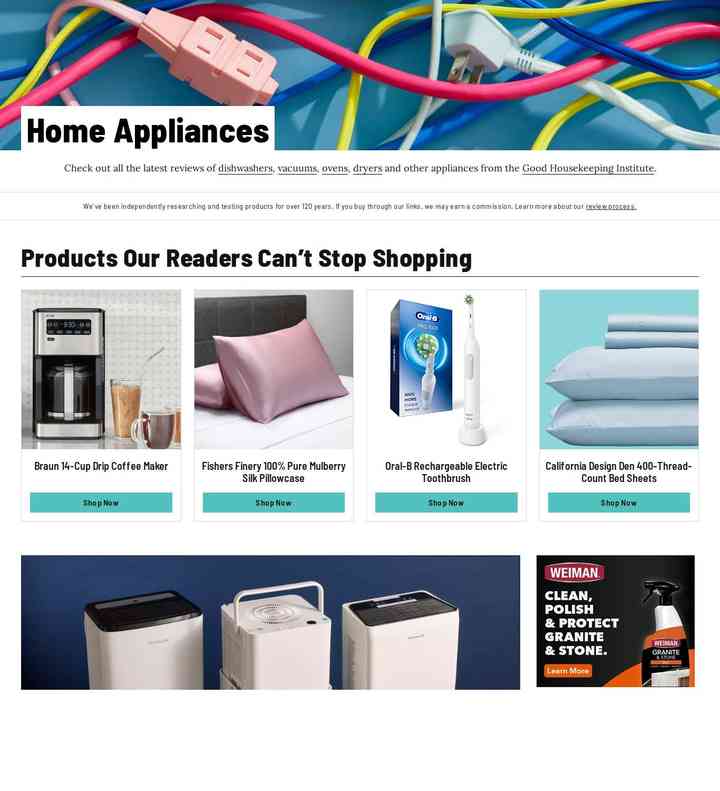 Home Appliances
Check out all the latest reviews of dishwashers, vacuums, ovens, dryers and other appliances from the Good Housekeeping Institute.
We've been independently researching and testing products for over 120 years. If you buy through our links, we may earn a commission. Learn more about our review process.
Products Our Readers Can’t Stop Shopping
Oral-B
Braun 14-Cup Drip Coffee Maker
Fishers Finery 100% Pure Mulberry
Silk Pillowcase
Oral-B Rechargeable Electric
Toothbrush
California Design Den 400-Thread-
Count Bed Sheets
Shop Now
Shop Now
Shop Now
Shop Now
WEIMAN
CLEAN,
POLISH
& PROTECT
GRANITE
& STONE.
Learn More
WEIMAN
GRANITE
& STONE